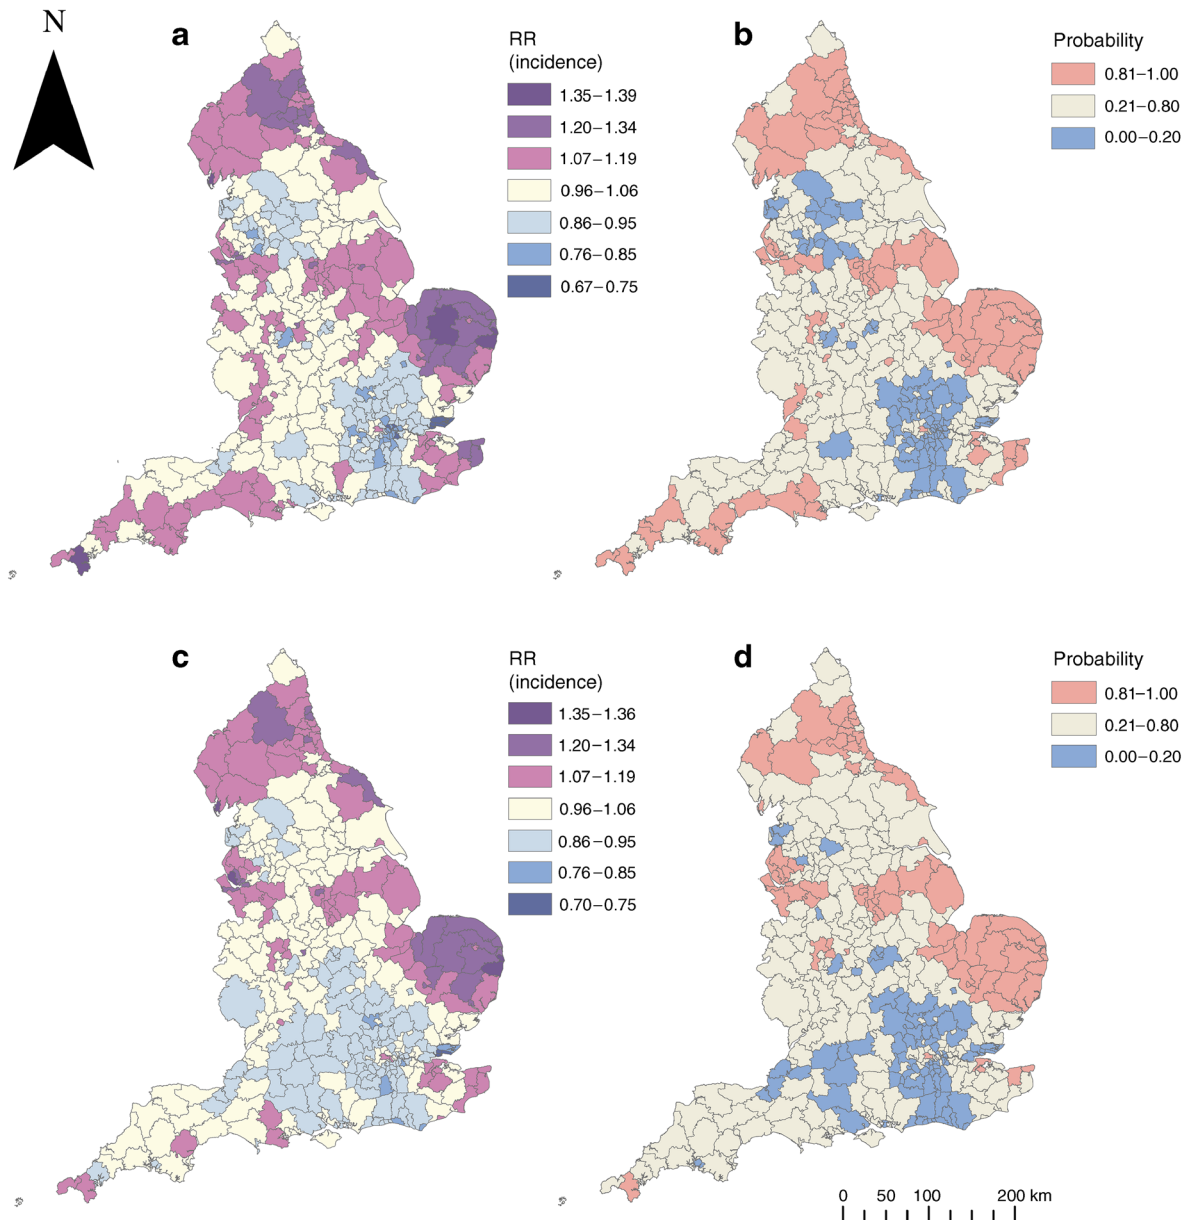 N
a
RR
(incidence)
1.35–1.39
1.20–1.34
1.07–1.19
0.96–1.06
0.86–0.95
0.76–0.85
0.67–0.75
b
Probability
0.81–1.00
0.21–0.80
0.00–0.20
c
RR
(incidence)
1.35–1.36
1.20–1.34
1.07–1.19
0.96–1.06
0.86–0.95
0.76–0.85
0.70–0.75
d
Probability
0.81–1.00
0.21–0.80
0.00–0.20
0 50 100 200 km